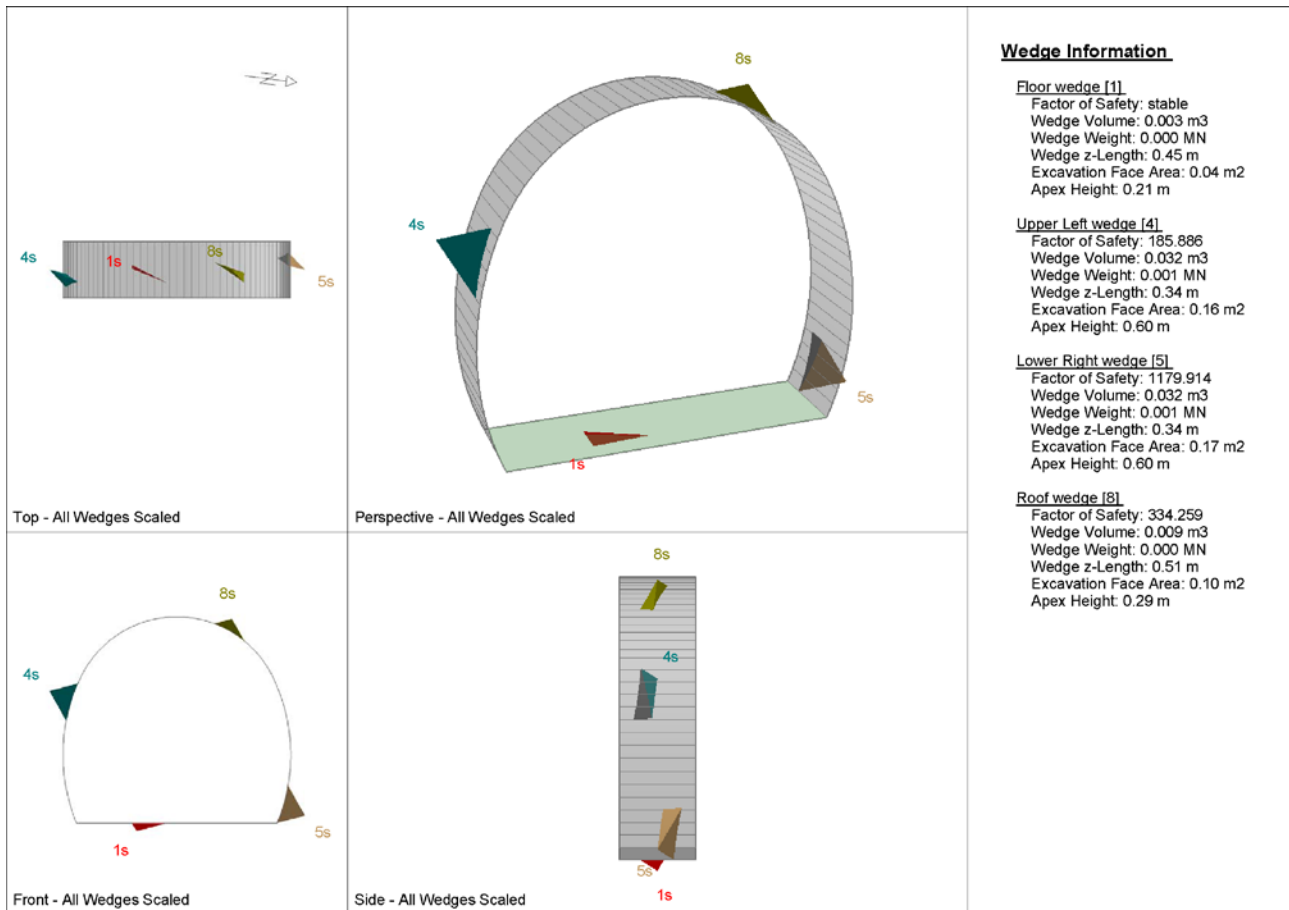 N
4s
1s
8s
5s
Top - All Wedges Scaled
8s
4s
5s
1s
Perspective - All Wedges Scaled
8s
4s
5s
1s
Front - All Wedges Scaled
8s
4s
5s
1s
Side - All Wedges Scaled
Wedge Information
Floor wedge [1]
Factor of Safety: stable
Wedge Volume: 0.003 m3
Wedge Weight: 0.000 MN
Wedge z-Length: 0.45 m
Excavation Face Area: 0.04 m2
Apex Height: 0.21 m
Upper Left wedge [4]
Factor of Safety: 185.886
Wedge Volume: 0.032 m3
Wedge Weight: 0.001 MN
Wedge z-Length: 0.34 m
Excavation Face Area: 0.16 m2
Apex Height: 0.60 m
Lower Right wedge [5]
Factor of Safety: 1179.914
Wedge Volume: 0.032 m3
Wedge Weight: 0.001 MN
Wedge z-Length: 0.34 m
Excavation Face Area: 0.17 m2
Apex Height: 0.60 m
Roof wedge [8]
Factor of Safety: 334.259
Wedge Volume: 0.009 m3
Wedge Weight: 0.000 MN
Wedge z-Length: 0.51 m
Excavation Face Area: 0.10 m2
Apex Height: 0.29 m